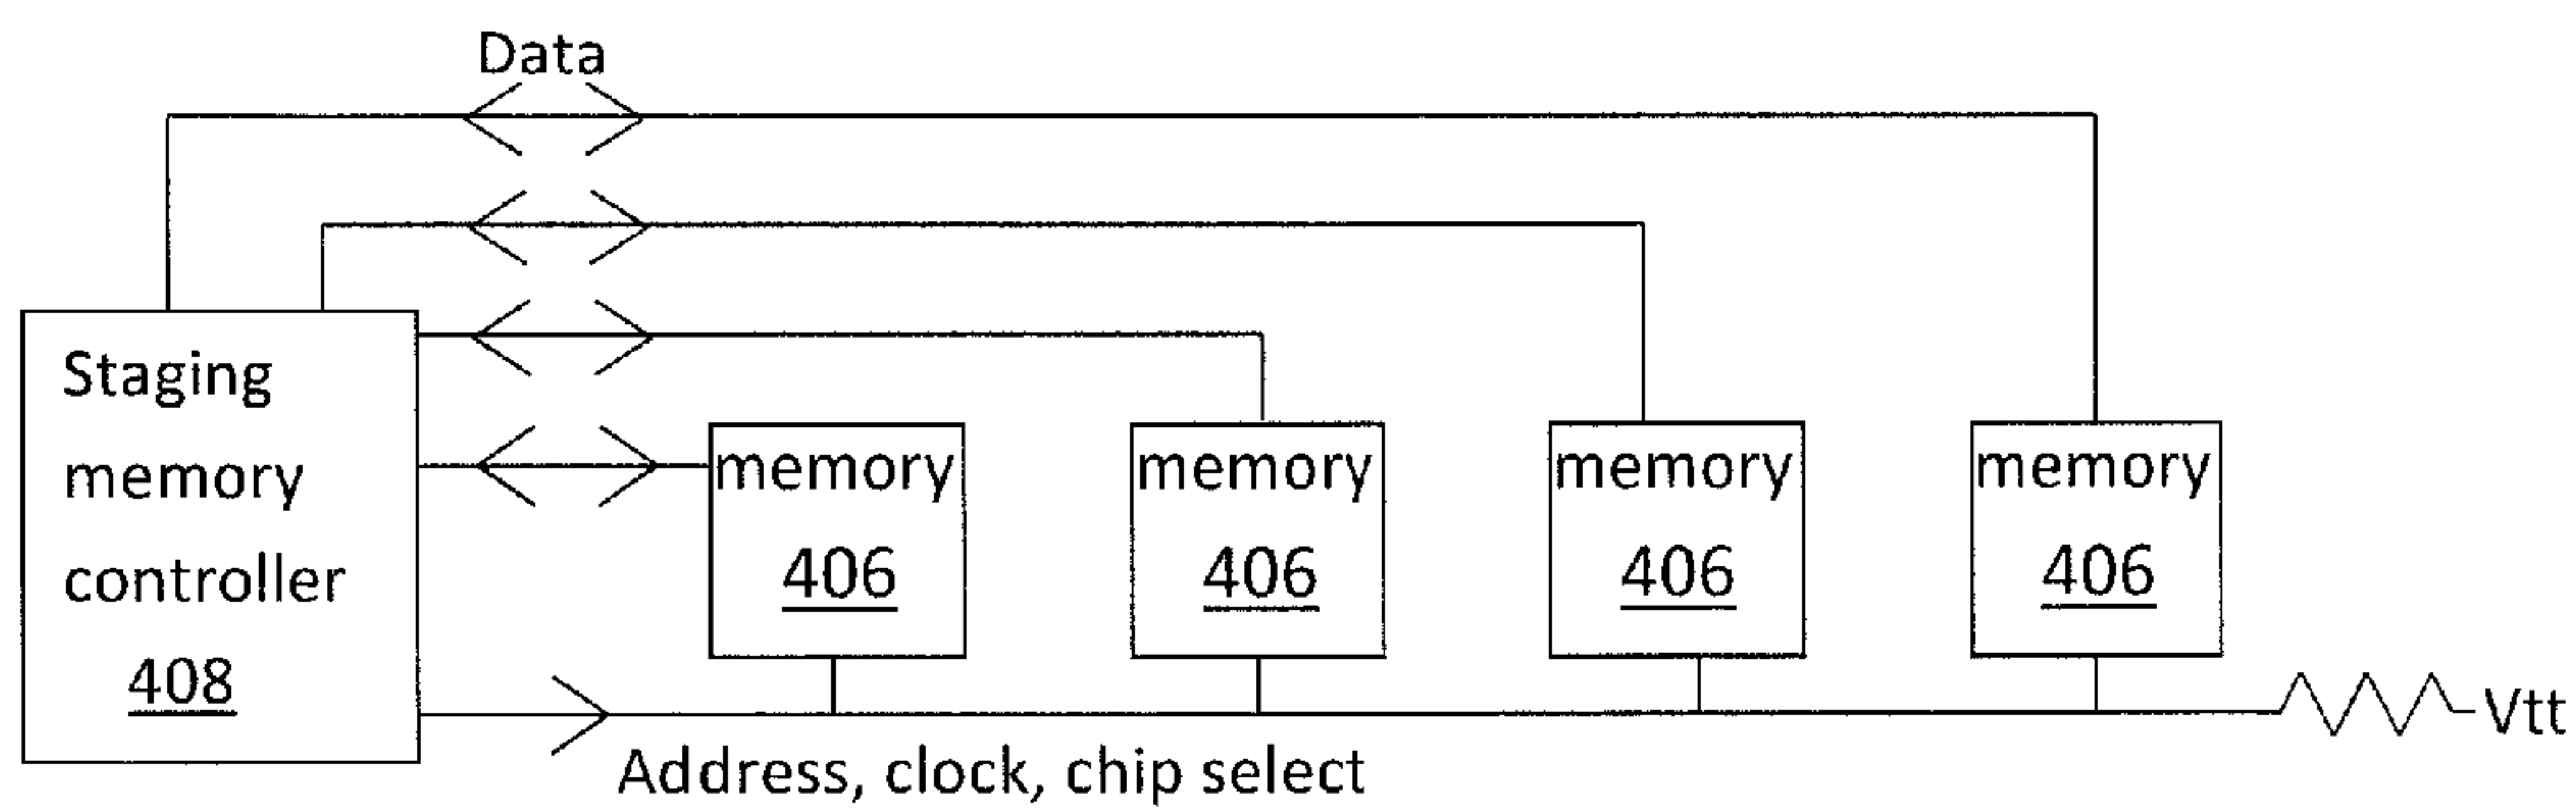 Data
Staging
memory
controller
408
memory
406
memory
406
memory
406
memory
406
Vtt
Address, clock, chip select